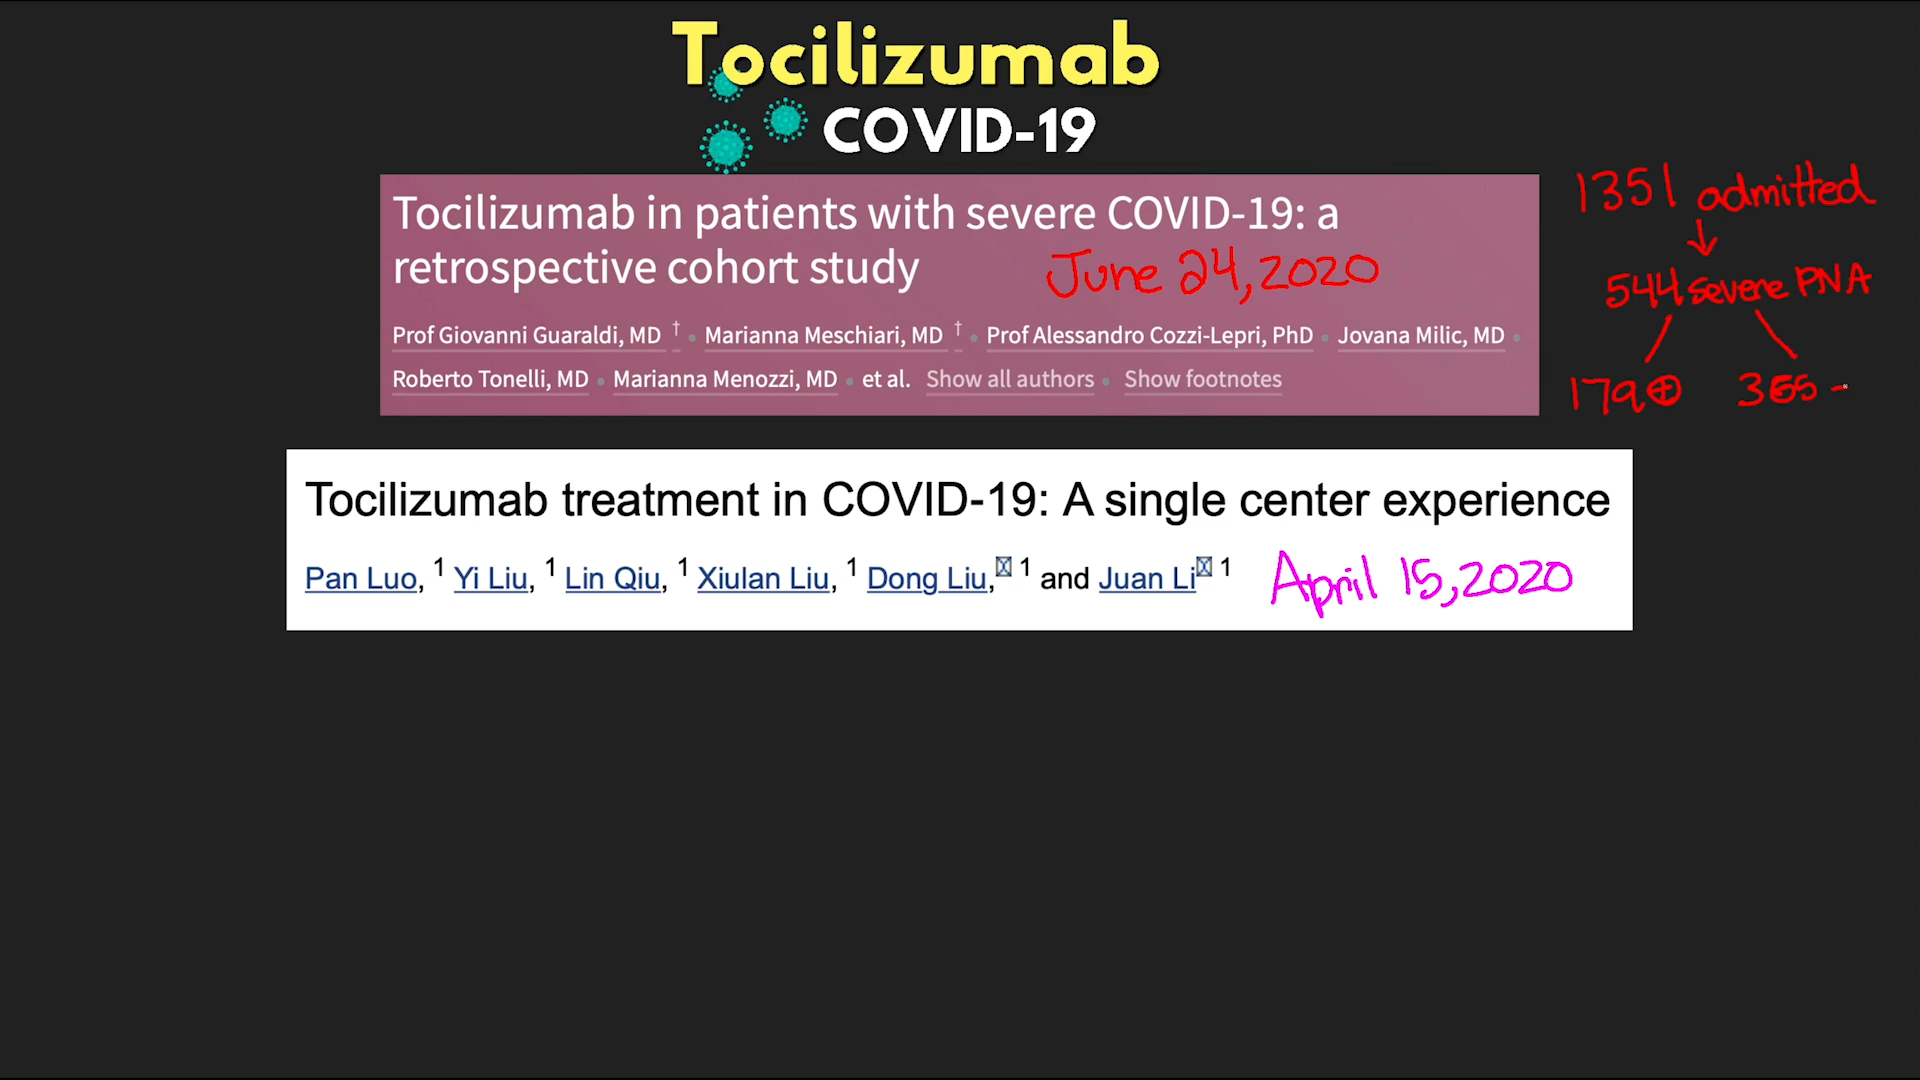 Tocilizumab
COVID-19
Tocilizumab in patients with severe COVID-19: a
retrospective cohort study
June 24, 2020
Prof Giovanni Guaraldi, MD † • Marianna Meschiari, MD † • Prof Alessandro Cozzi-Lepri, PhD • Jovana Milic, MD •
Roberto Tonelli, MD • Marianna Menozzi, MD • et al. Show all authors • Show footnotes
1351 admitted
↓
544 severe PNA
179 ⊕ 365 -
Tocilizumab treatment in COVID-19: A single center experience
Pan Luo, 1 Yi Liu, 1 Lin Qiu, 1 Xiulan Liu, 1 Dong Liu, 1 and Juan Li 1
April 15, 2020